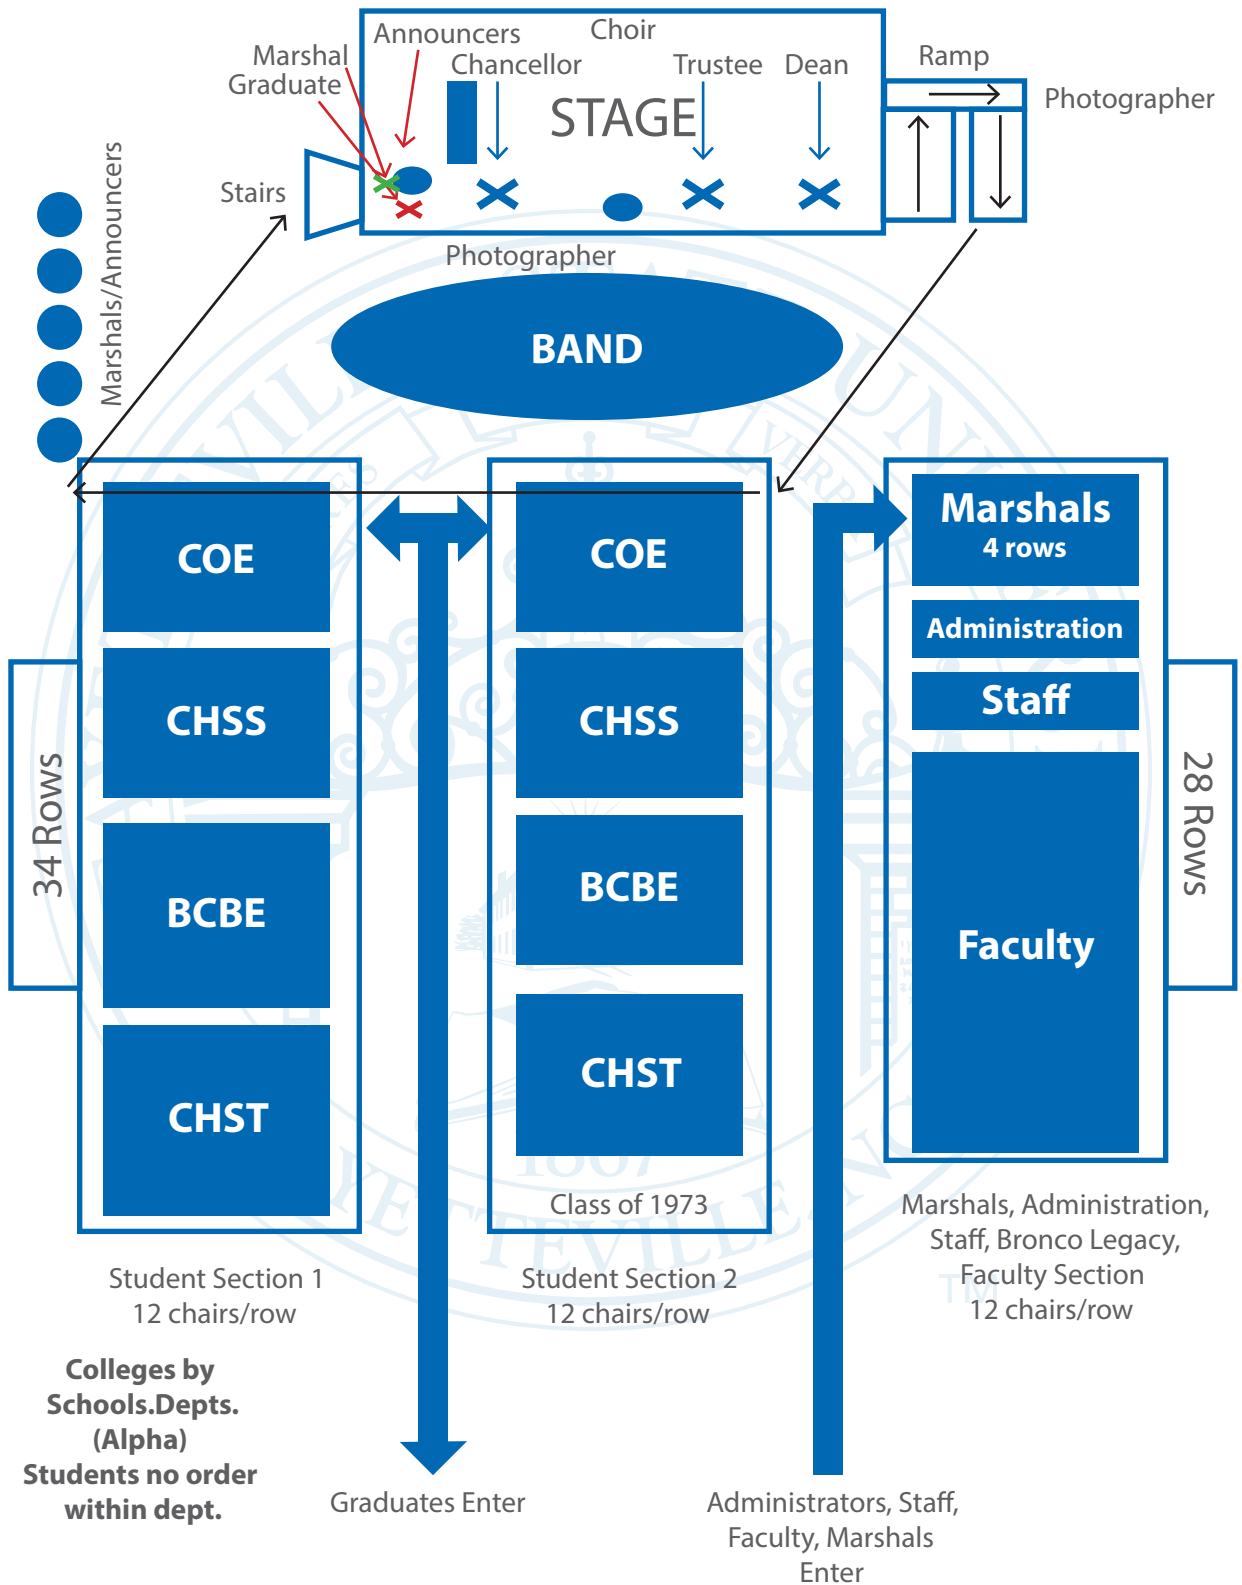 Choir
Announcers
Marshal
Graduate
Chancellor
Trustee
Dean
Ramp
Photographer
STAGE
Stairs
Marshals/Announcers
Photographer
BAND
COE
COE
Marshals
4 rows
Administration
Staff
CHSS
CHSS
34 Rows
28 Rows
BCBE
BCBE
Faculty
CHST
CHST
1867
Class of 1973
Student Section 1
12 chairs/row
Student Section 2
12 chairs/row
Marshals, Administration,
Staff, Bronco Legacy,
Faculty Section
12 chairs/row
TM
Colleges by
Schools.Depts.
(Alpha)
Students no order
within dept.
Graduates Enter
Administrators, Staff,
Faculty, Marshals
Enter